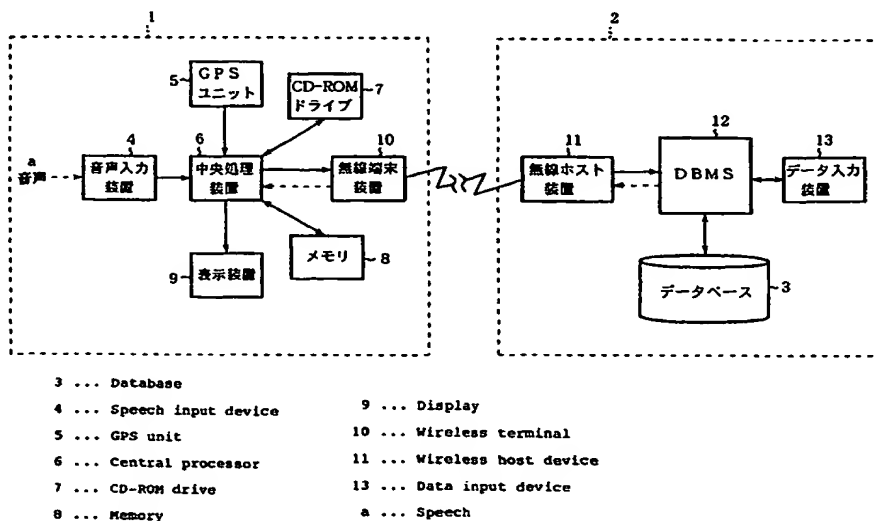 1
2
5
GPS
ユニット
CD-ROM
ドライブ
7
a
音声
4
音声入力
装置
6
中央処理
装置
10
無線端末
装置
11
無線ホスト
装置
12
DBMS
13
データ入力
装置
9
表示装置
メモリ
8
データベース
3
3 ... Database
4 ... Speech input device
5 ... GPS unit
6 ... Central processor
7 ... CD-ROM drive
8 ... Memory
9 ... Display
10 ... Wireless terminal
11 ... Wireless host device
13 ... Data input device
a ... Speech